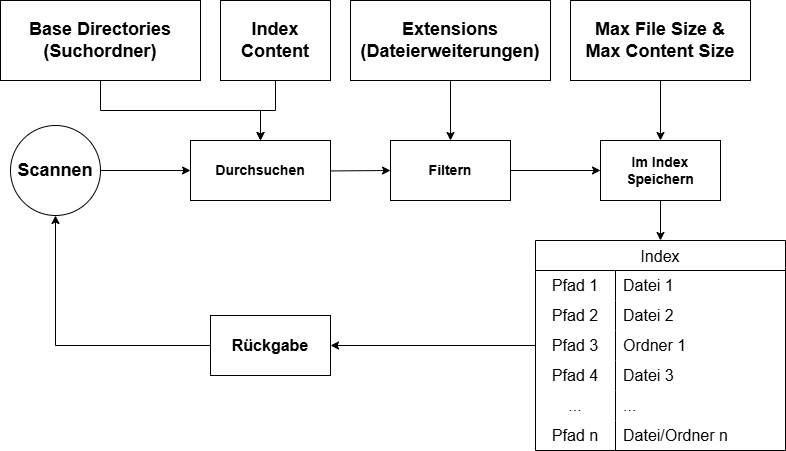 Base Directories
(Suchordner)
Index
Content
Extensions
(Dateierweiterungen)
Max File Size &
Max Content Size
Scannen
Durchsuchen
Filtern
Im Index
Speichern
Index
Pfad 1 Datei 1
Pfad 2 Datei 2
Pfad 3 Ordner 1
Pfad 4 Datei 3
... ...
Pfad n Datei/Ordner n
Rückgabe